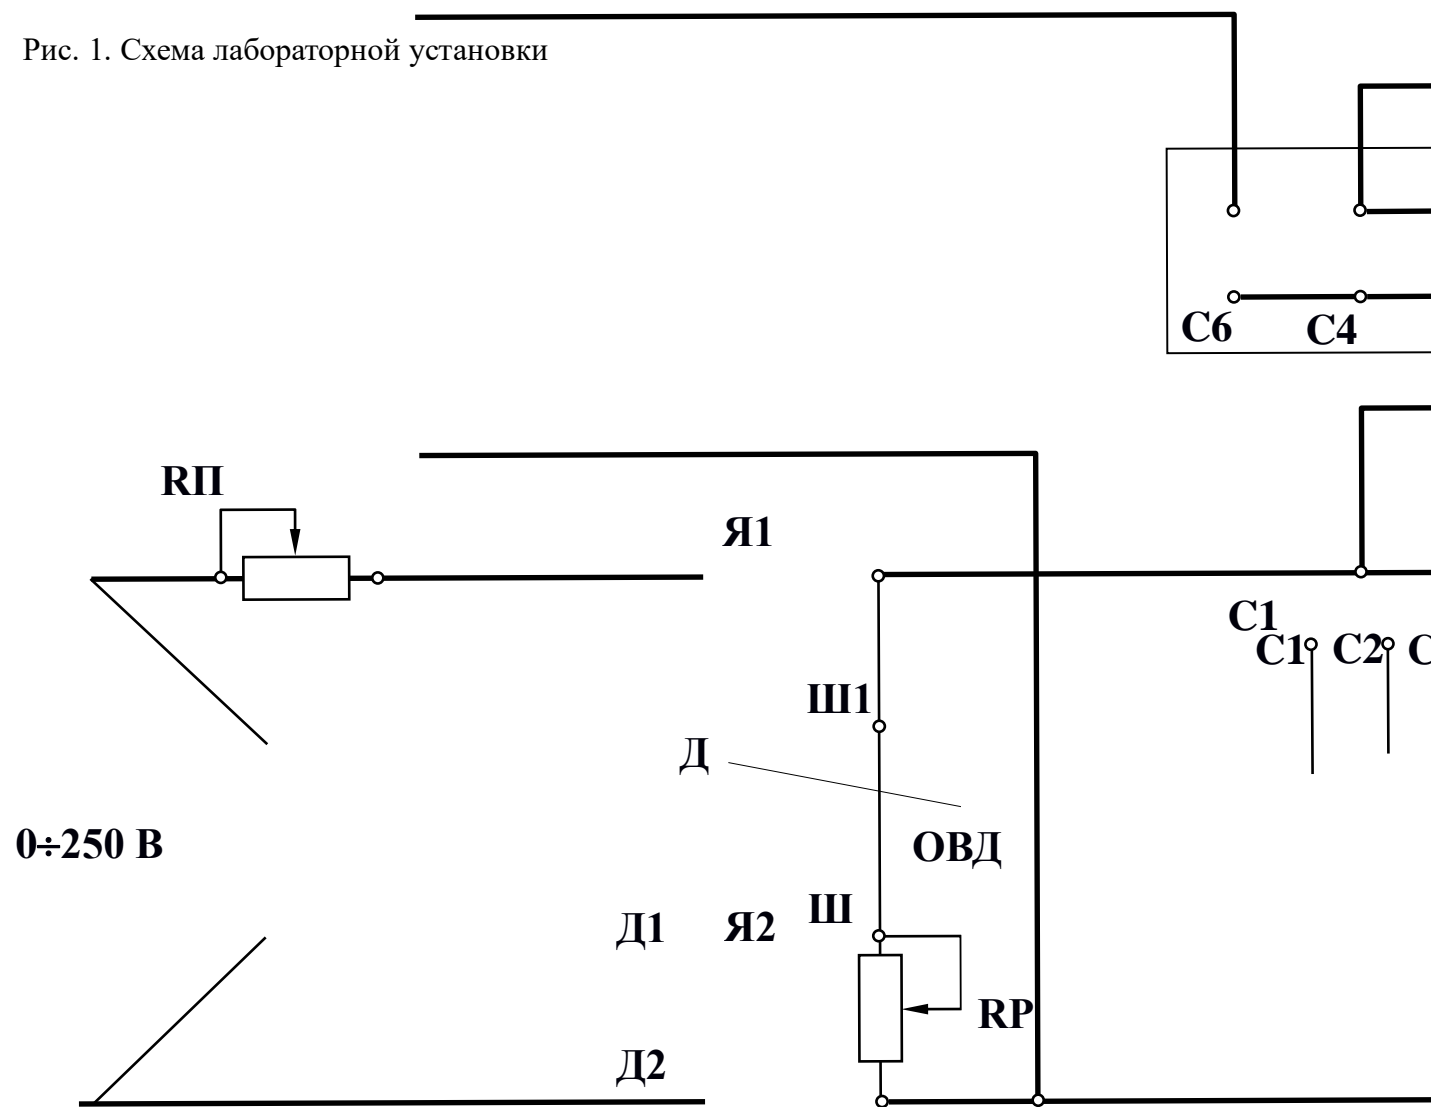 Рис. 1. Схема лабораторной установки
С6
С4
RП
Я1
С1
С1
С2
С
Ш1
Д
0÷250 В
ОВД
Ш
Д1
Я2
RP
Д2